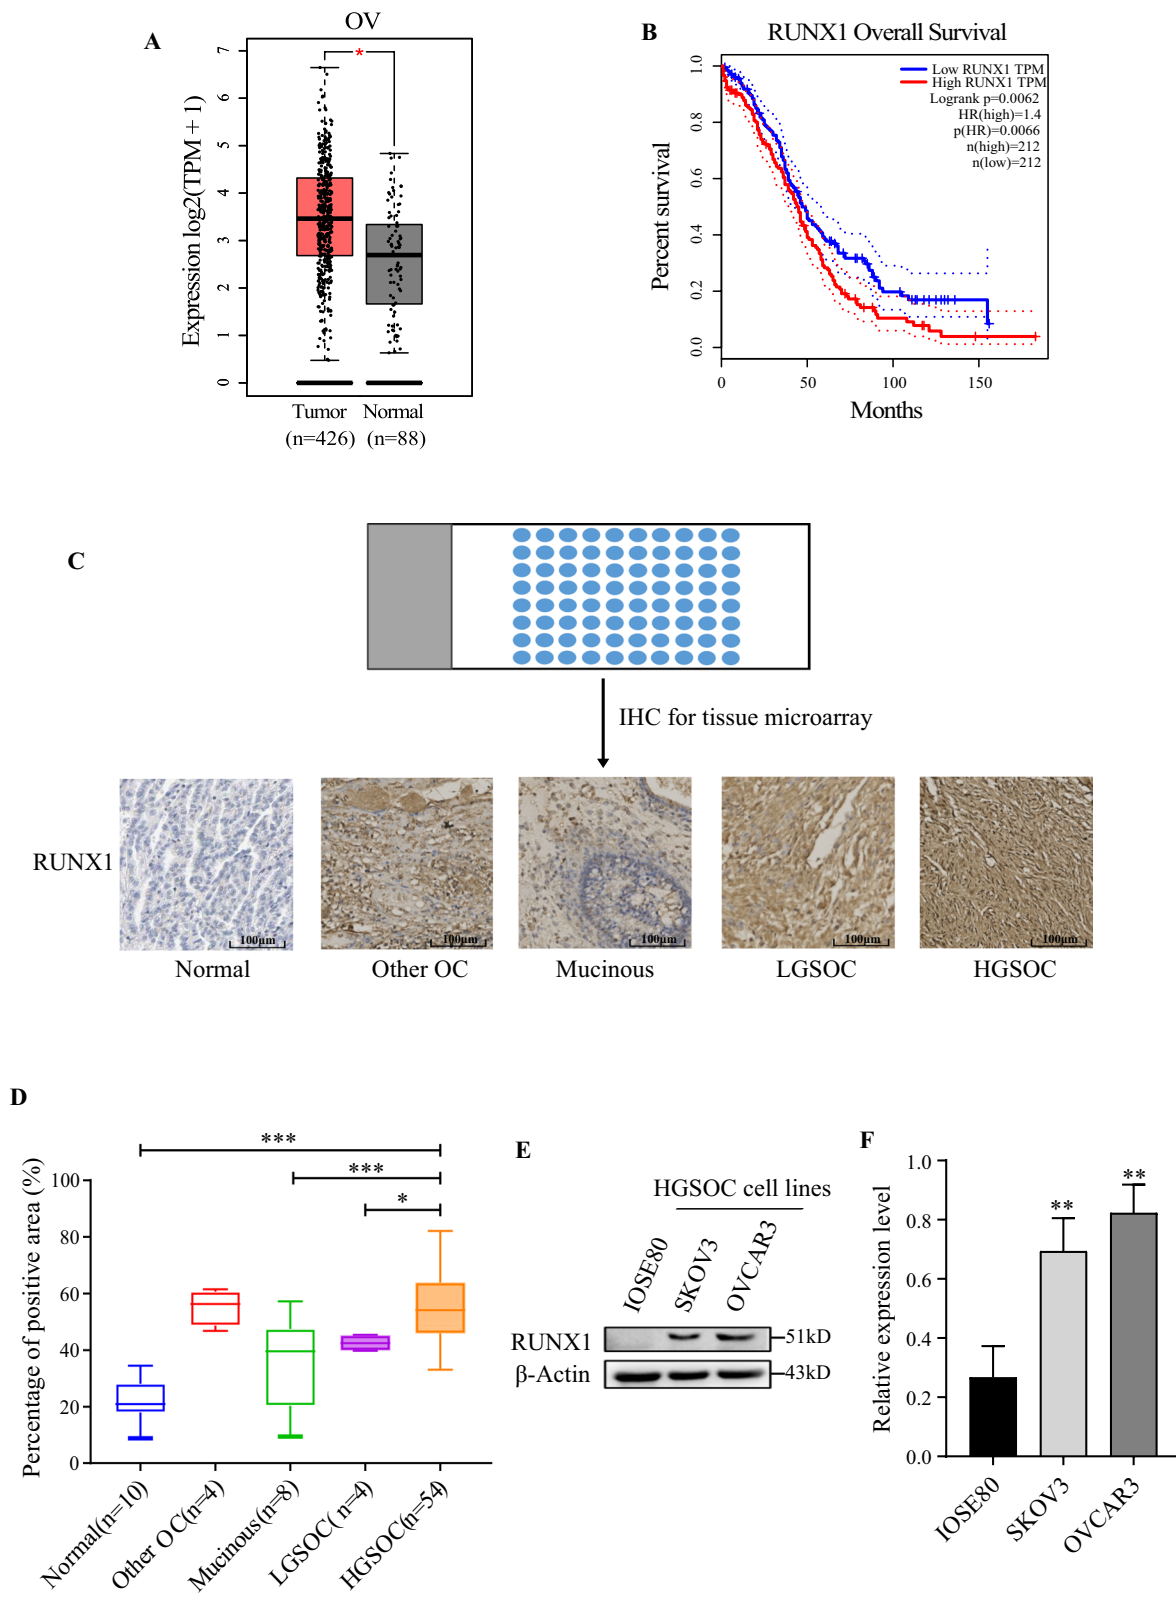 A
OV
*
7
6
5
4
3
2
1
0
Expression log2(TPM + 1)
Tumor
(n=426)
Normal
(n=88)
B
RUNX1 Overall Survival
Low RUNX1 TPM
High RUNX1 TPM
Logrank p=0.0062
HR(high)=1.4
p(HR)=0.0066
n(high)=212
n(low)=212
1.0
0.8
0.6
0.4
0.2
0.0
Percent survival
0 50 100 150
Months
C
IHC for tissue microarray
RUNX1
100μm
100μm
100μm
100μm
100μm
Normal
Other OC
Mucinous
LGSOC
HGSOC
D
***
***
*
100
80
60
40
20
0
Percentage of positive area (%)
Normal(n=10)
Other OC(n=4)
Mucinous(n=8)
LGSOC( n=4)
HGSOC(n=54)
E
HGSOC cell lines
IOSE80
SKOV3
OVCAR3
RUNX1
51kD
β-Actin
43kD
F
1.0
0.8
0.6
0.4
0.2
0.0
Relative expression level
**
**
IOSE80
SKOV3
OVCAR3